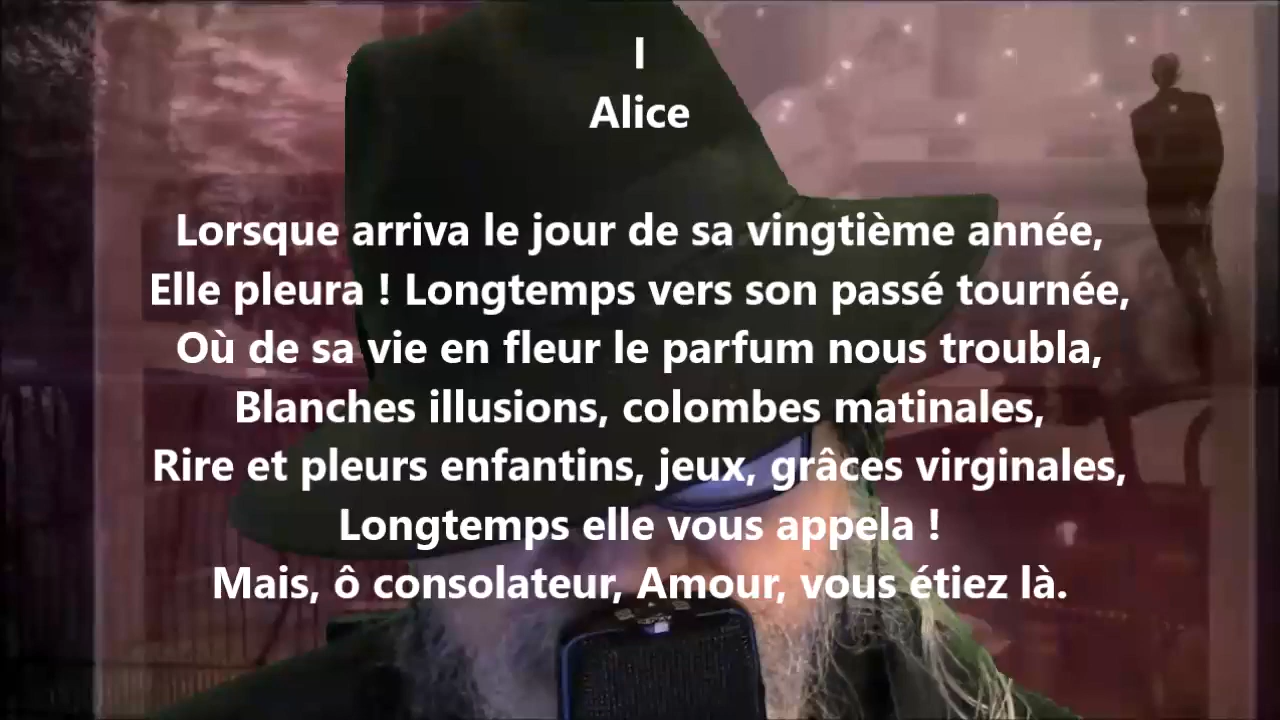 I
Alice
Lorsque arriva le jour de sa vingtième année,
Elle pleura ! Longtemps vers son passé tournée,
Où de sa vie en fleur le parfum nous troubla,
Blanches illusions, colombes matinales,
Rire et pleurs enfantins, jeux, grâces virginales,
Longtemps elle vous appela !
Mais, ô consolateur, Amour, vous étiez là.